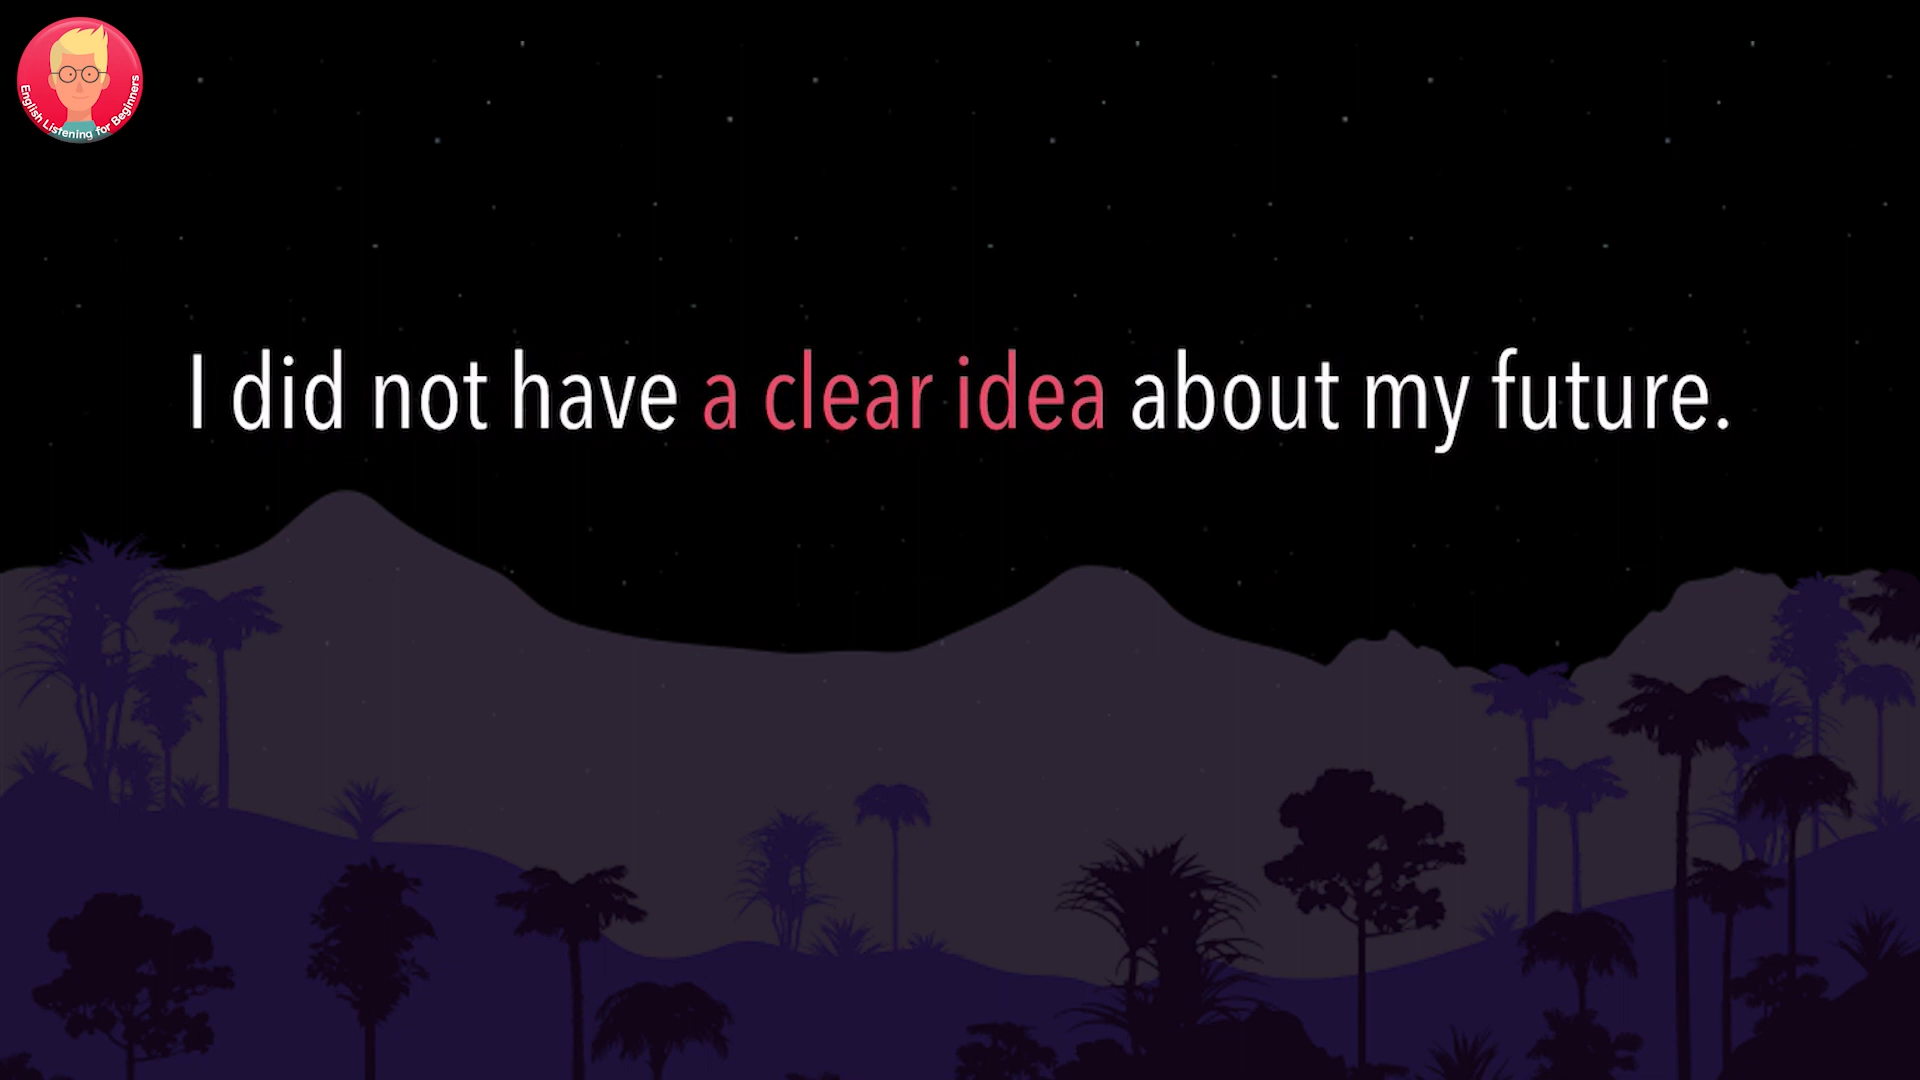 English Listening for Beginners
I did not have a clear idea about my future.